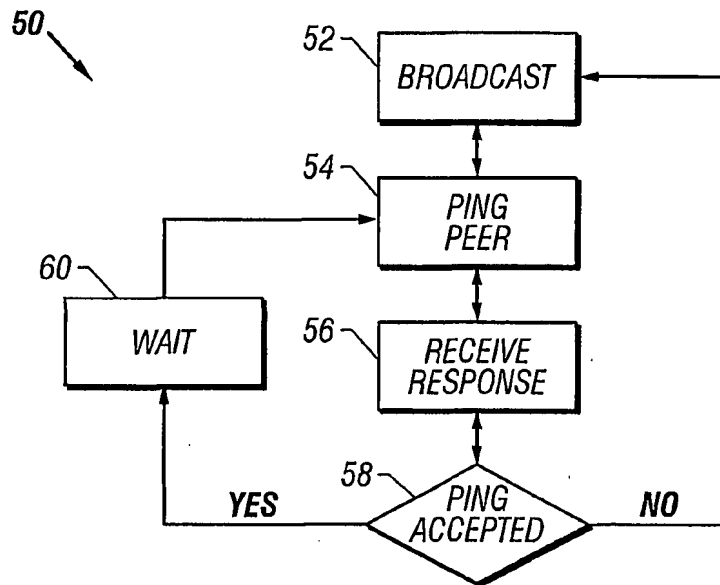 50
52
BROADCAST
54
PING
PEER
60
WAIT
56
RECEIVE
RESPONSE
58
PING
ACCEPTED
YES
NO